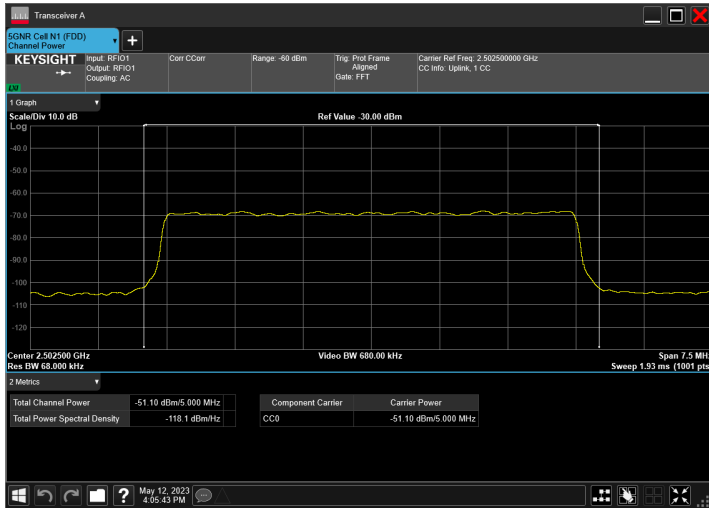 Transceiver A
5GNR Cell N1 (FDD)
Channel Power
KEYSIGHT
Input: RFIO1
Output: RFIO1
Coupling: AC
Corr CCorr
Range: -60 dBm
Trig: Prot Frame
Aligned
Gate: FFT
Carrier Ref Freq: 2.502500000 GHz
CC Info: Uplink, 1 CC
LXI
1 Graph
Scale/Div 10.0 dB
Ref Value -30.00 dBm
Log
-40.0
-50.0
-60.0
-70.0
-80.0
-90.0
-100
-110
-120
Center 2.502500 GHz
Video BW 680.00 kHz
Span 7.5 MH
Res BW 68.000 kHz
Sweep 1.93 ms (1001 pts
2 Metrics
Total Channel Power -51.10 dBm/5.000 MHz
Total Power Spectral Density -118.1 dBm/Hz
Component Carrier Carrier Power
CC0 -51.10 dBm/5.000 MHz
?
May 12, 2023
4:05:43 PM